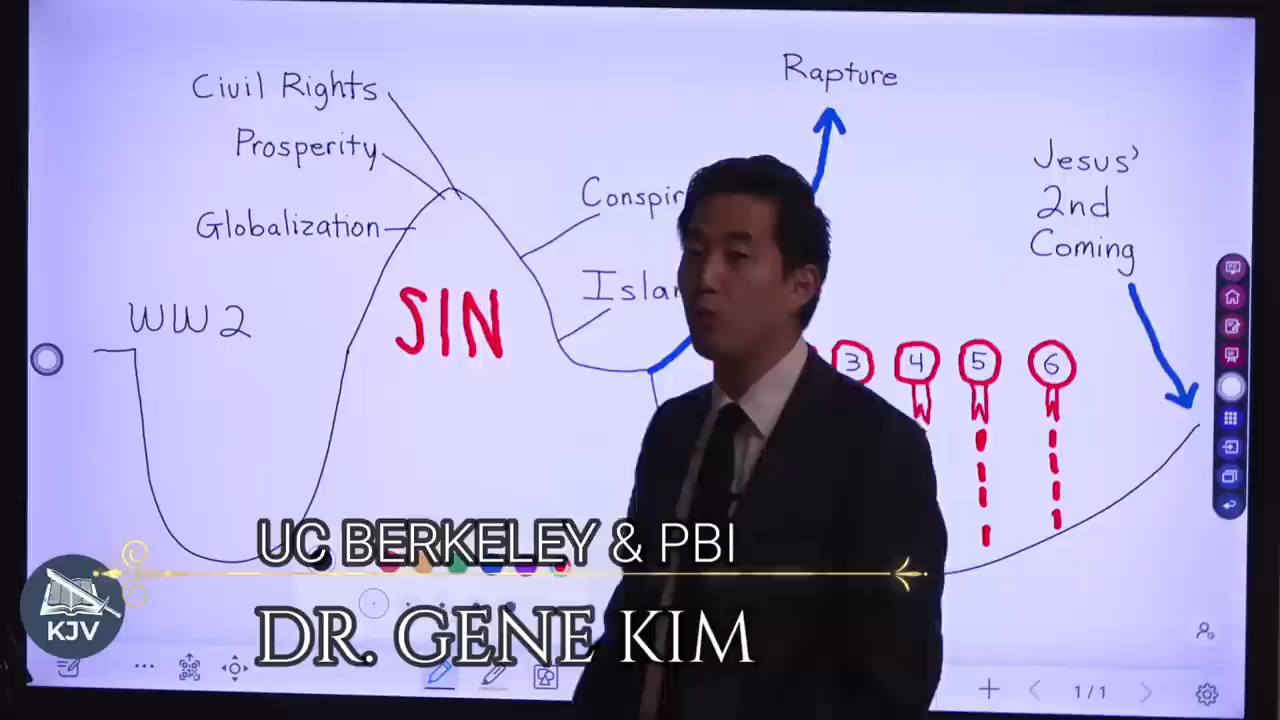 Civil Rights
Prosperity
Globalization
WW2
SIN
Rapture
Jesus'
2nd
Coming
3
4
5
6
UC BERKELEY & PBI
DR. GENE KIM
KJV
1/1